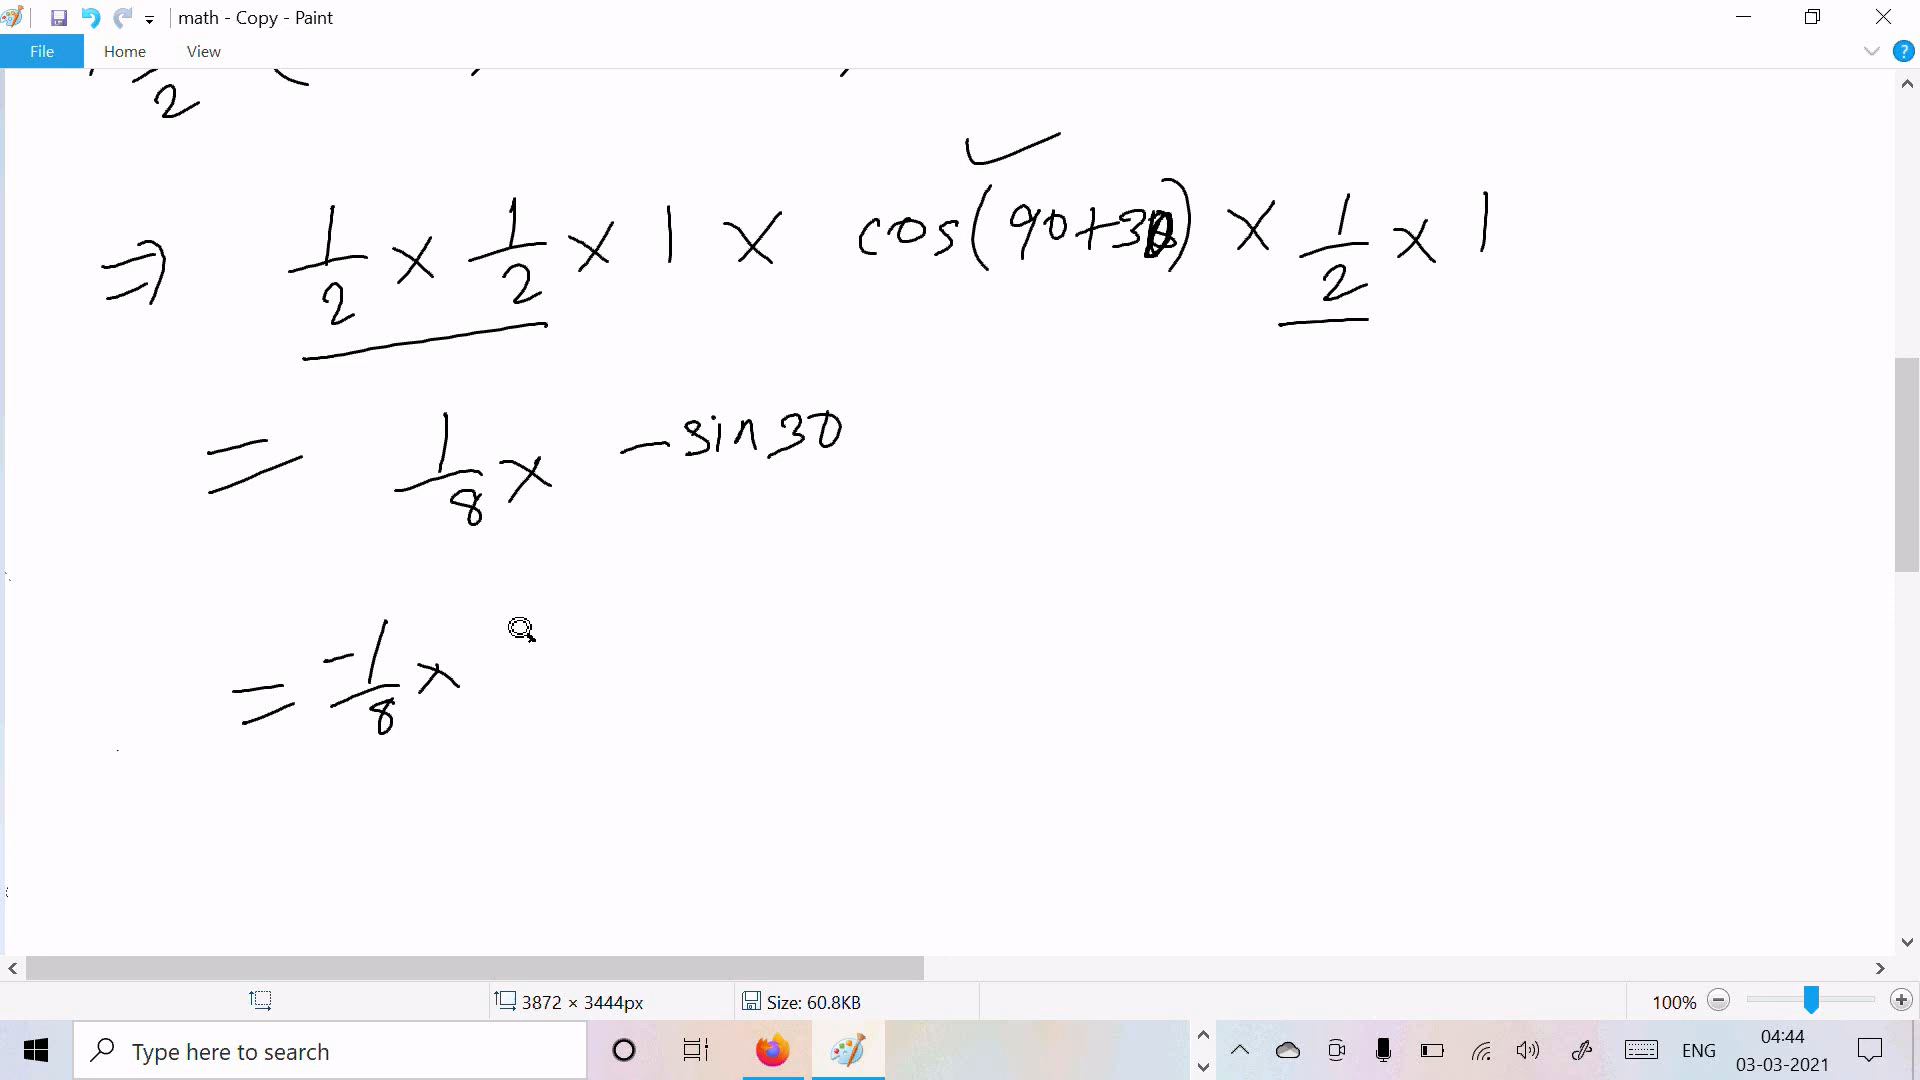 math - Copy - Paint
File Home View
2
⇒ 1/2 × 1/2 × 1 × cos(90+30) × 1/2 × 1
= 1/8 × -sin30
= -1/8 ×
3872 × 3444px Size: 60.8KB 100%
Type here to search ENG 04:44
03-03-2021